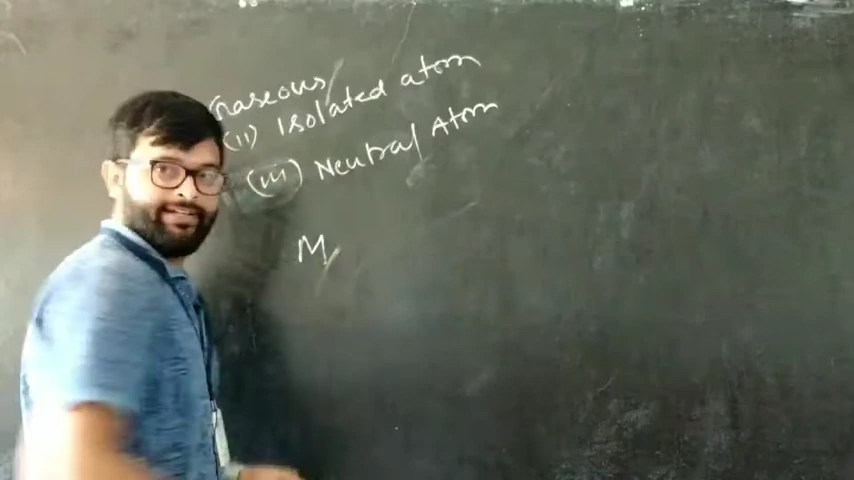 Gaseous
(II) Isolated atom
(III) Neutral Atom
M